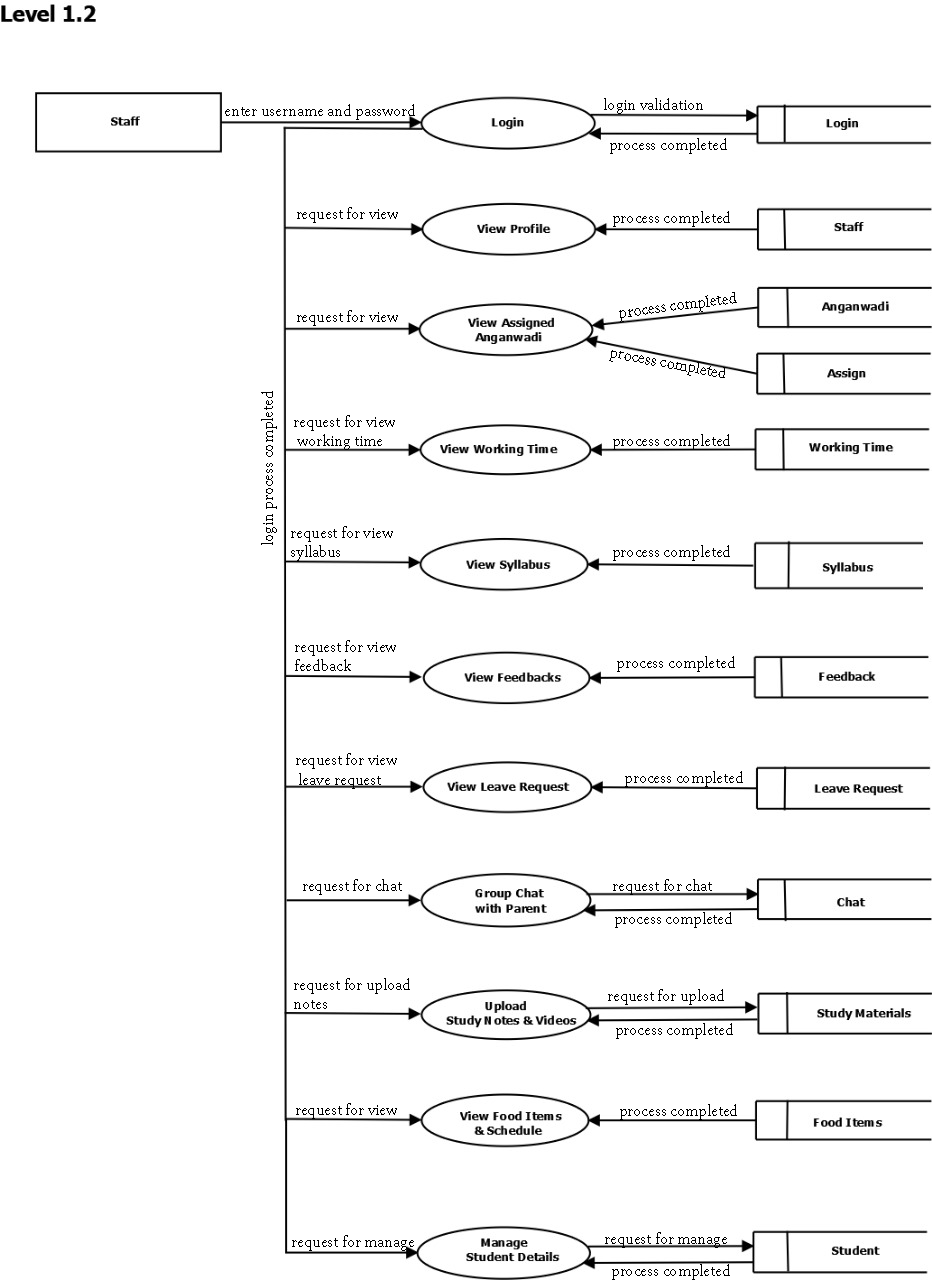 Level 1.2
Staff
enter username and password
Login
login validation
process completed
Login
login process completed
request for view
View Profile
process completed
Staff
request for view
View Assigned
Anganwadi
process completed
Anganwadi
process completed
Assign
request for view
working time
View Working Time
process completed
Working Time
request for view
syllabus
View Syllabus
process completed
Syllabus
request for view
feedback
View Feedbacks
process completed
Feedback
request for view
leave request
View Leave Request
process completed
Leave Request
request for chat
Group Chat
with Parent
request for chat
process completed
Chat
request for upload
notes
Upload
Study Notes & Videos
request for upload
process completed
Study Materials
request for view
View Food Items
& Schedule
process completed
Food Items
request for manage
Manage
Student Details
request for manage
process completed
Student